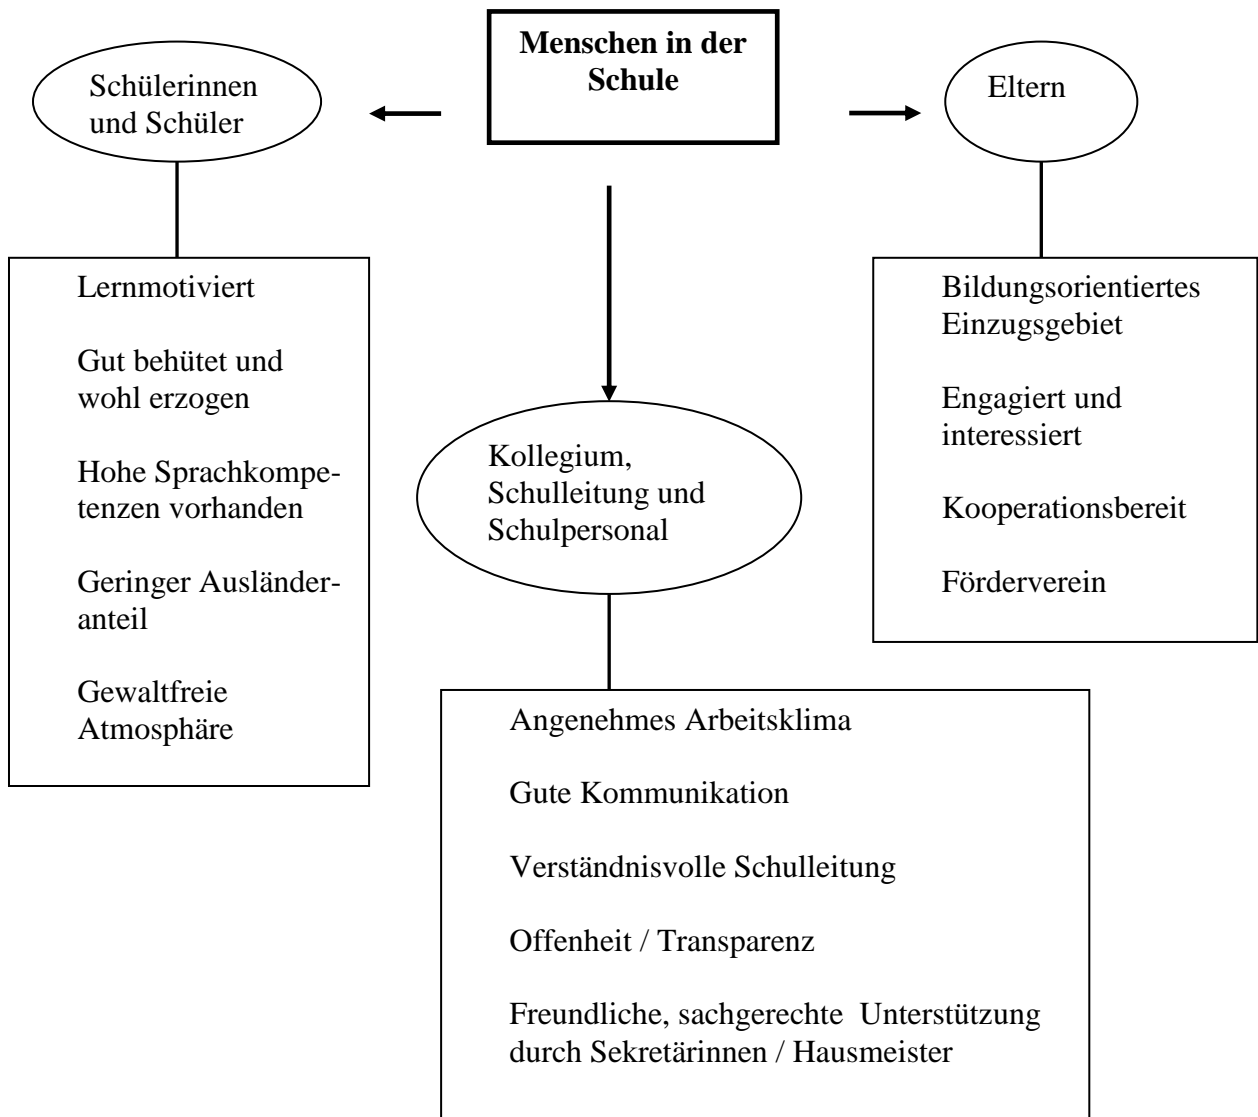 Menschen in der
Schule
Schülerinnen
und Schüler
Eltern
Lernmotiviert
Gut behütet und
wohl erzogen
Hohe Sprachkompe-
tenzen vorhanden
Geringer Ausländer-
anteil
Gewaltfreie
Atmosphäre
Bildungsorientiertes
Einzugsgebiet
Engagiert und
interessiert
Kooperationsbereit
Förderverein
Kollegium,
Schulleitung und
Schulpersonal
Angenehmes Arbeitsklima
Gute Kommunikation
Verständnisvolle Schulleitung
Offenheit / Transparenz
Freundliche, sachgerechte  Unterstützung
durch Sekretärinnen / Hausmeister